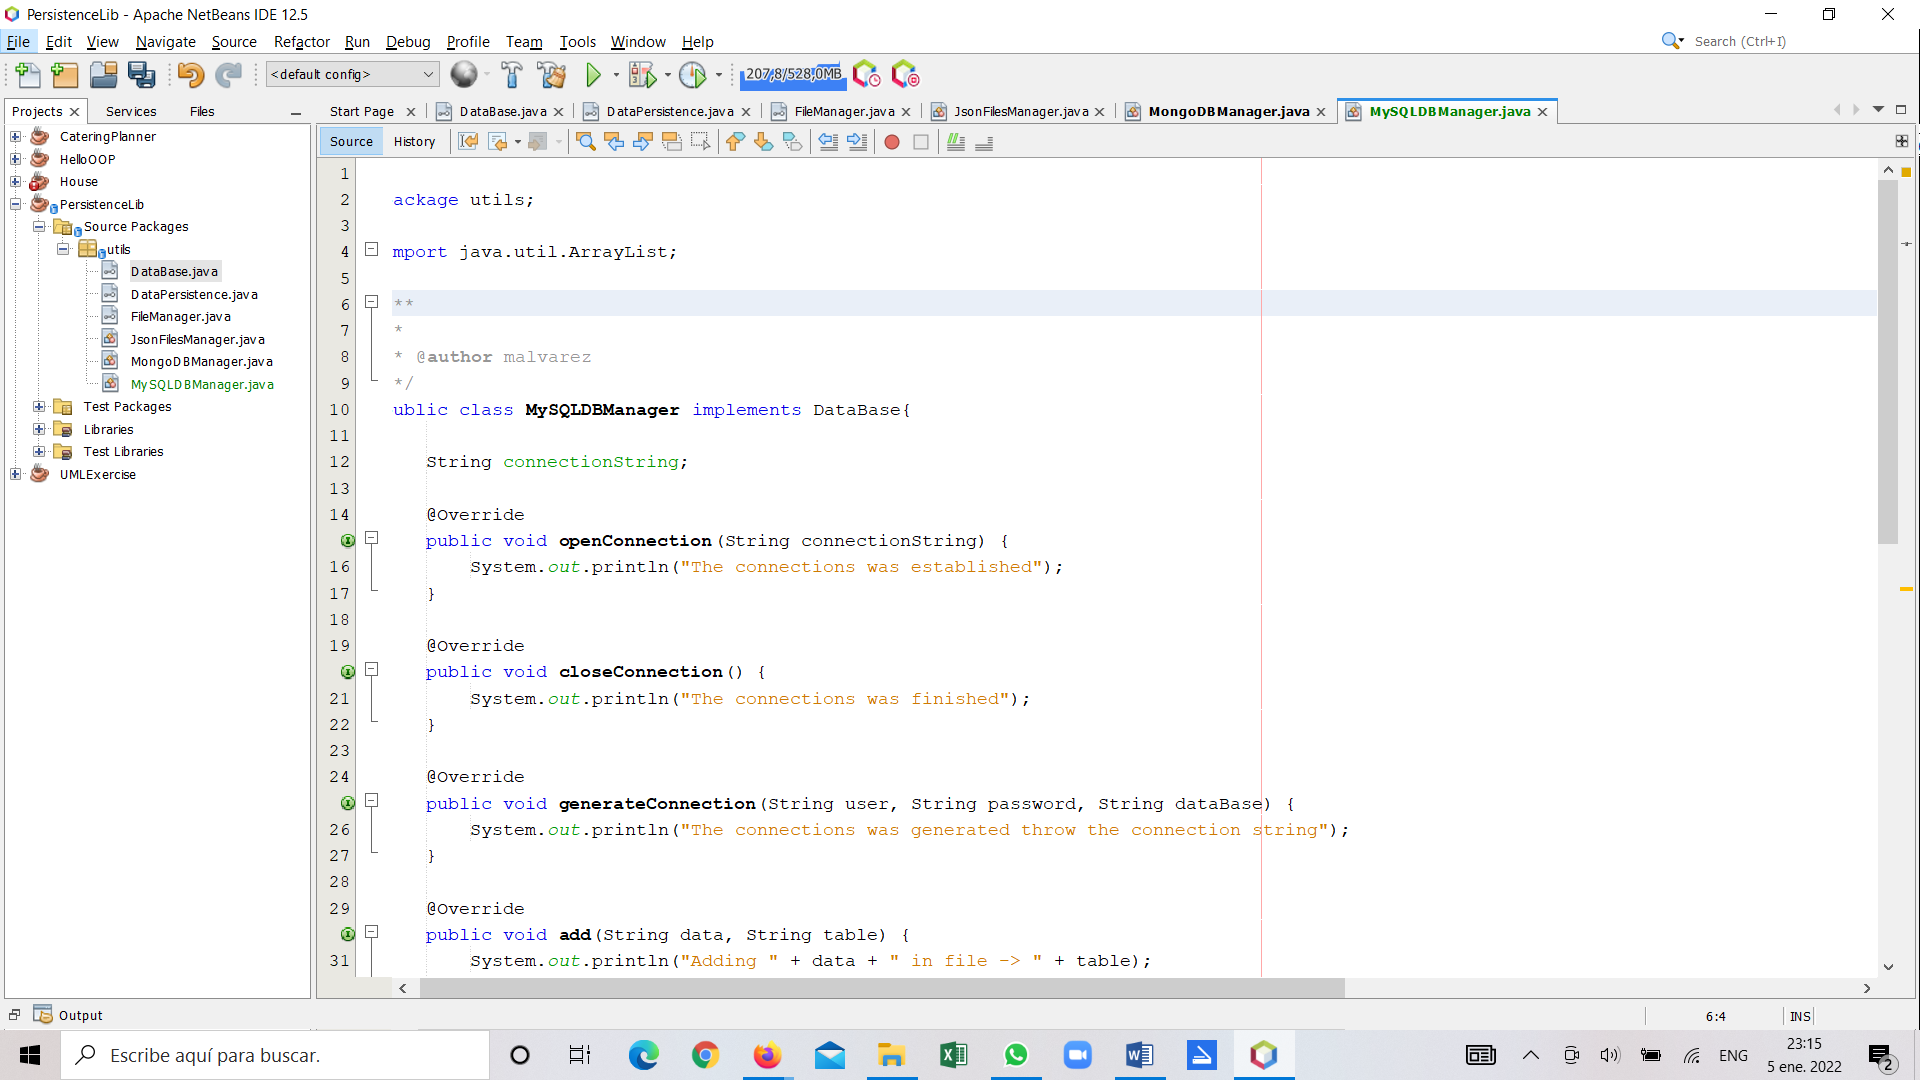 PersistenceLib - Apache NetBeans IDE 12.5
File Edit View Navigate Source Refactor Run Debug Profile Team Tools Window Help
Search (Ctrl+I)
<default config>
207,8/528,0MB
Projects Services Files
Start Page DataBase.java DataPersistence.java FileManager.java JsonFilesManager.java MongoDBManager.java MySQLDBManager.java
Source History
CateringPlanner
HelloOOP
House
PersistenceLib
Source Packages
utils
DataBase.java
DataPersistence.java
FileManager.java
JsonFilesManager.java
MongoDBManager.java
MySQLDBManager.java
Test Packages
Libraries
Test Libraries
UMLExercise
1
2 ackage utils;
3
4 mport java.util.ArrayList;
5
6 **
7 *
8 * @author malvarez
9 */
10 ublic class MySQLDBManager implements DataBase{
11
12 String connectionString;
13
14 @Override
public void openConnection(String connectionString) {
16 System.out.println("The connections was established");
17 }
18
19 @Override
public void closeConnection() {
21 System.out.println("The connections was finished");
22 }
23
24 @Override
public void generateConnection(String user, String password, String dataBase) {
26 System.out.println("The connections was generated throw the connection string");
27 }
28
29 @Override
public void add(String data, String table) {
31 System.out.println("Adding " + data + " in file -> " + table);
Output
6:4 INS
Escribe aquí para buscar.
ENG
23:15
5 ene. 2022
2